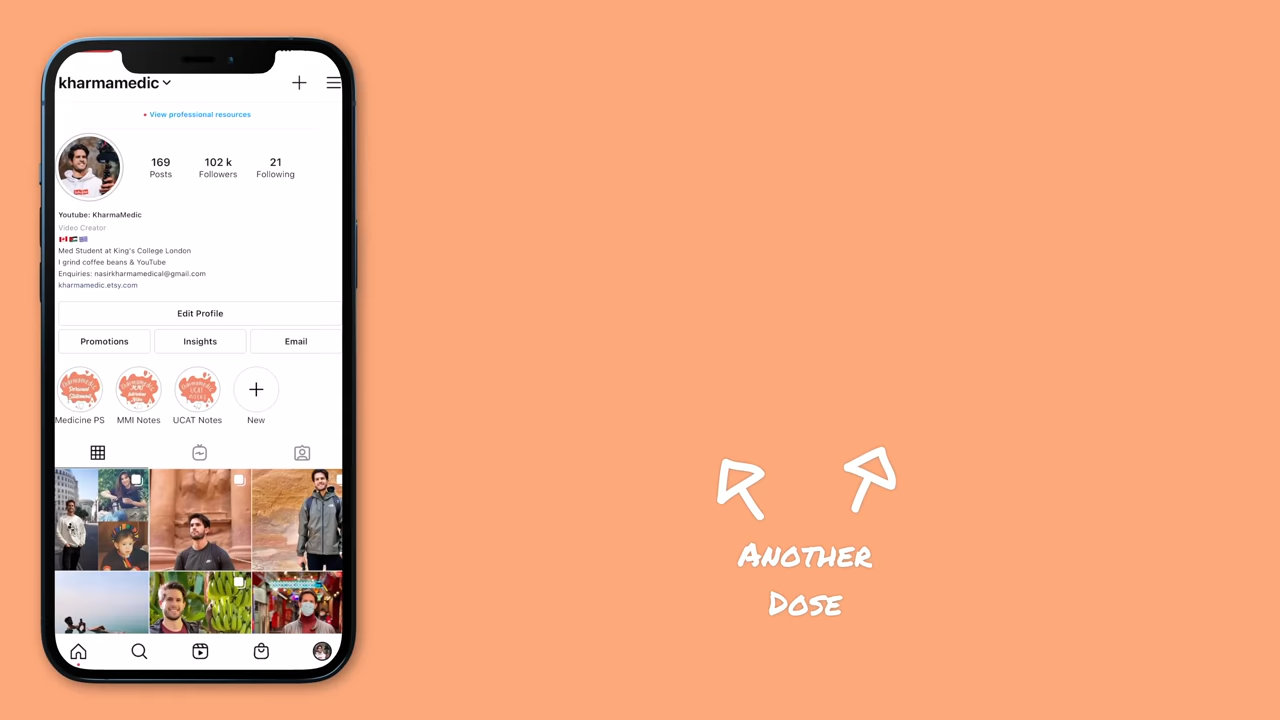 kharmamedic
View professional resources
169
102 k
21
Posts
Followers
Following
Youtube: KharmaMedic
Video Creator
Med Student at King's College London
I grind coffee beans & YouTube
Enquiries: nasirkharmamedical@gmail.com
kharmamedic.etsy.com
Edit Profile
Promotions
Insights
Email
Medicine PS
MMI Notes
UCAT Notes
New
ANOTHER
DOSE